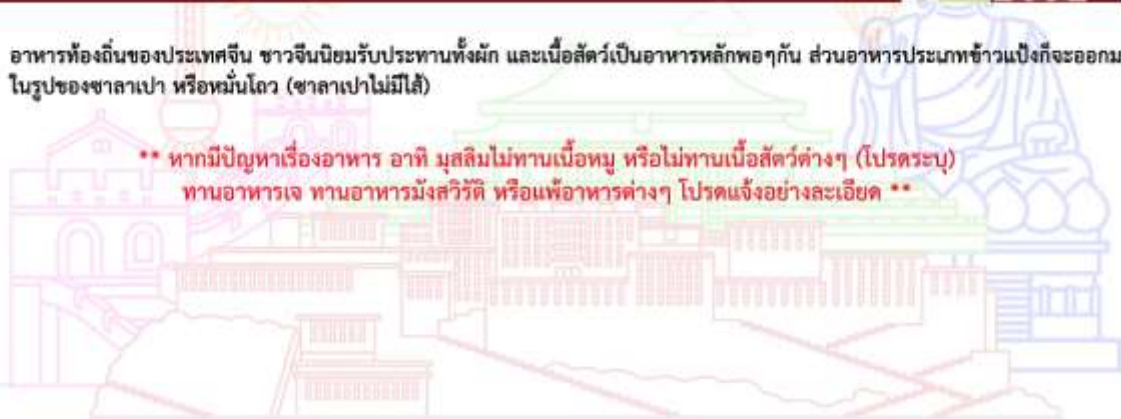 อาหารท้องถิ่นของประเทศจีน ชาวจีนนิยมรับประทานทั้งผัก และเนื้อสัตว์เป็นอาหารหลักพอๆกัน ส่วนอาหารประเภทข้าวแป้งก็จะออกม
ในรูปของซาลาเปา หรือหมั่นโถว (ซาลาเปาไม่มีไส้)
** หากมีปัญหาเรื่องอาหาร อาทิ มุสลิมไม่ทานเนื้อหมู หรือไม่ทานเนื้อสัตว์ต่างๆ (โปรดระบุ)
ทานอาหารเจ ทานอาหารมังสวิรัติ หรือแพ้อาหารต่างๆ โปรดแจ้งอย่างละเอียด **